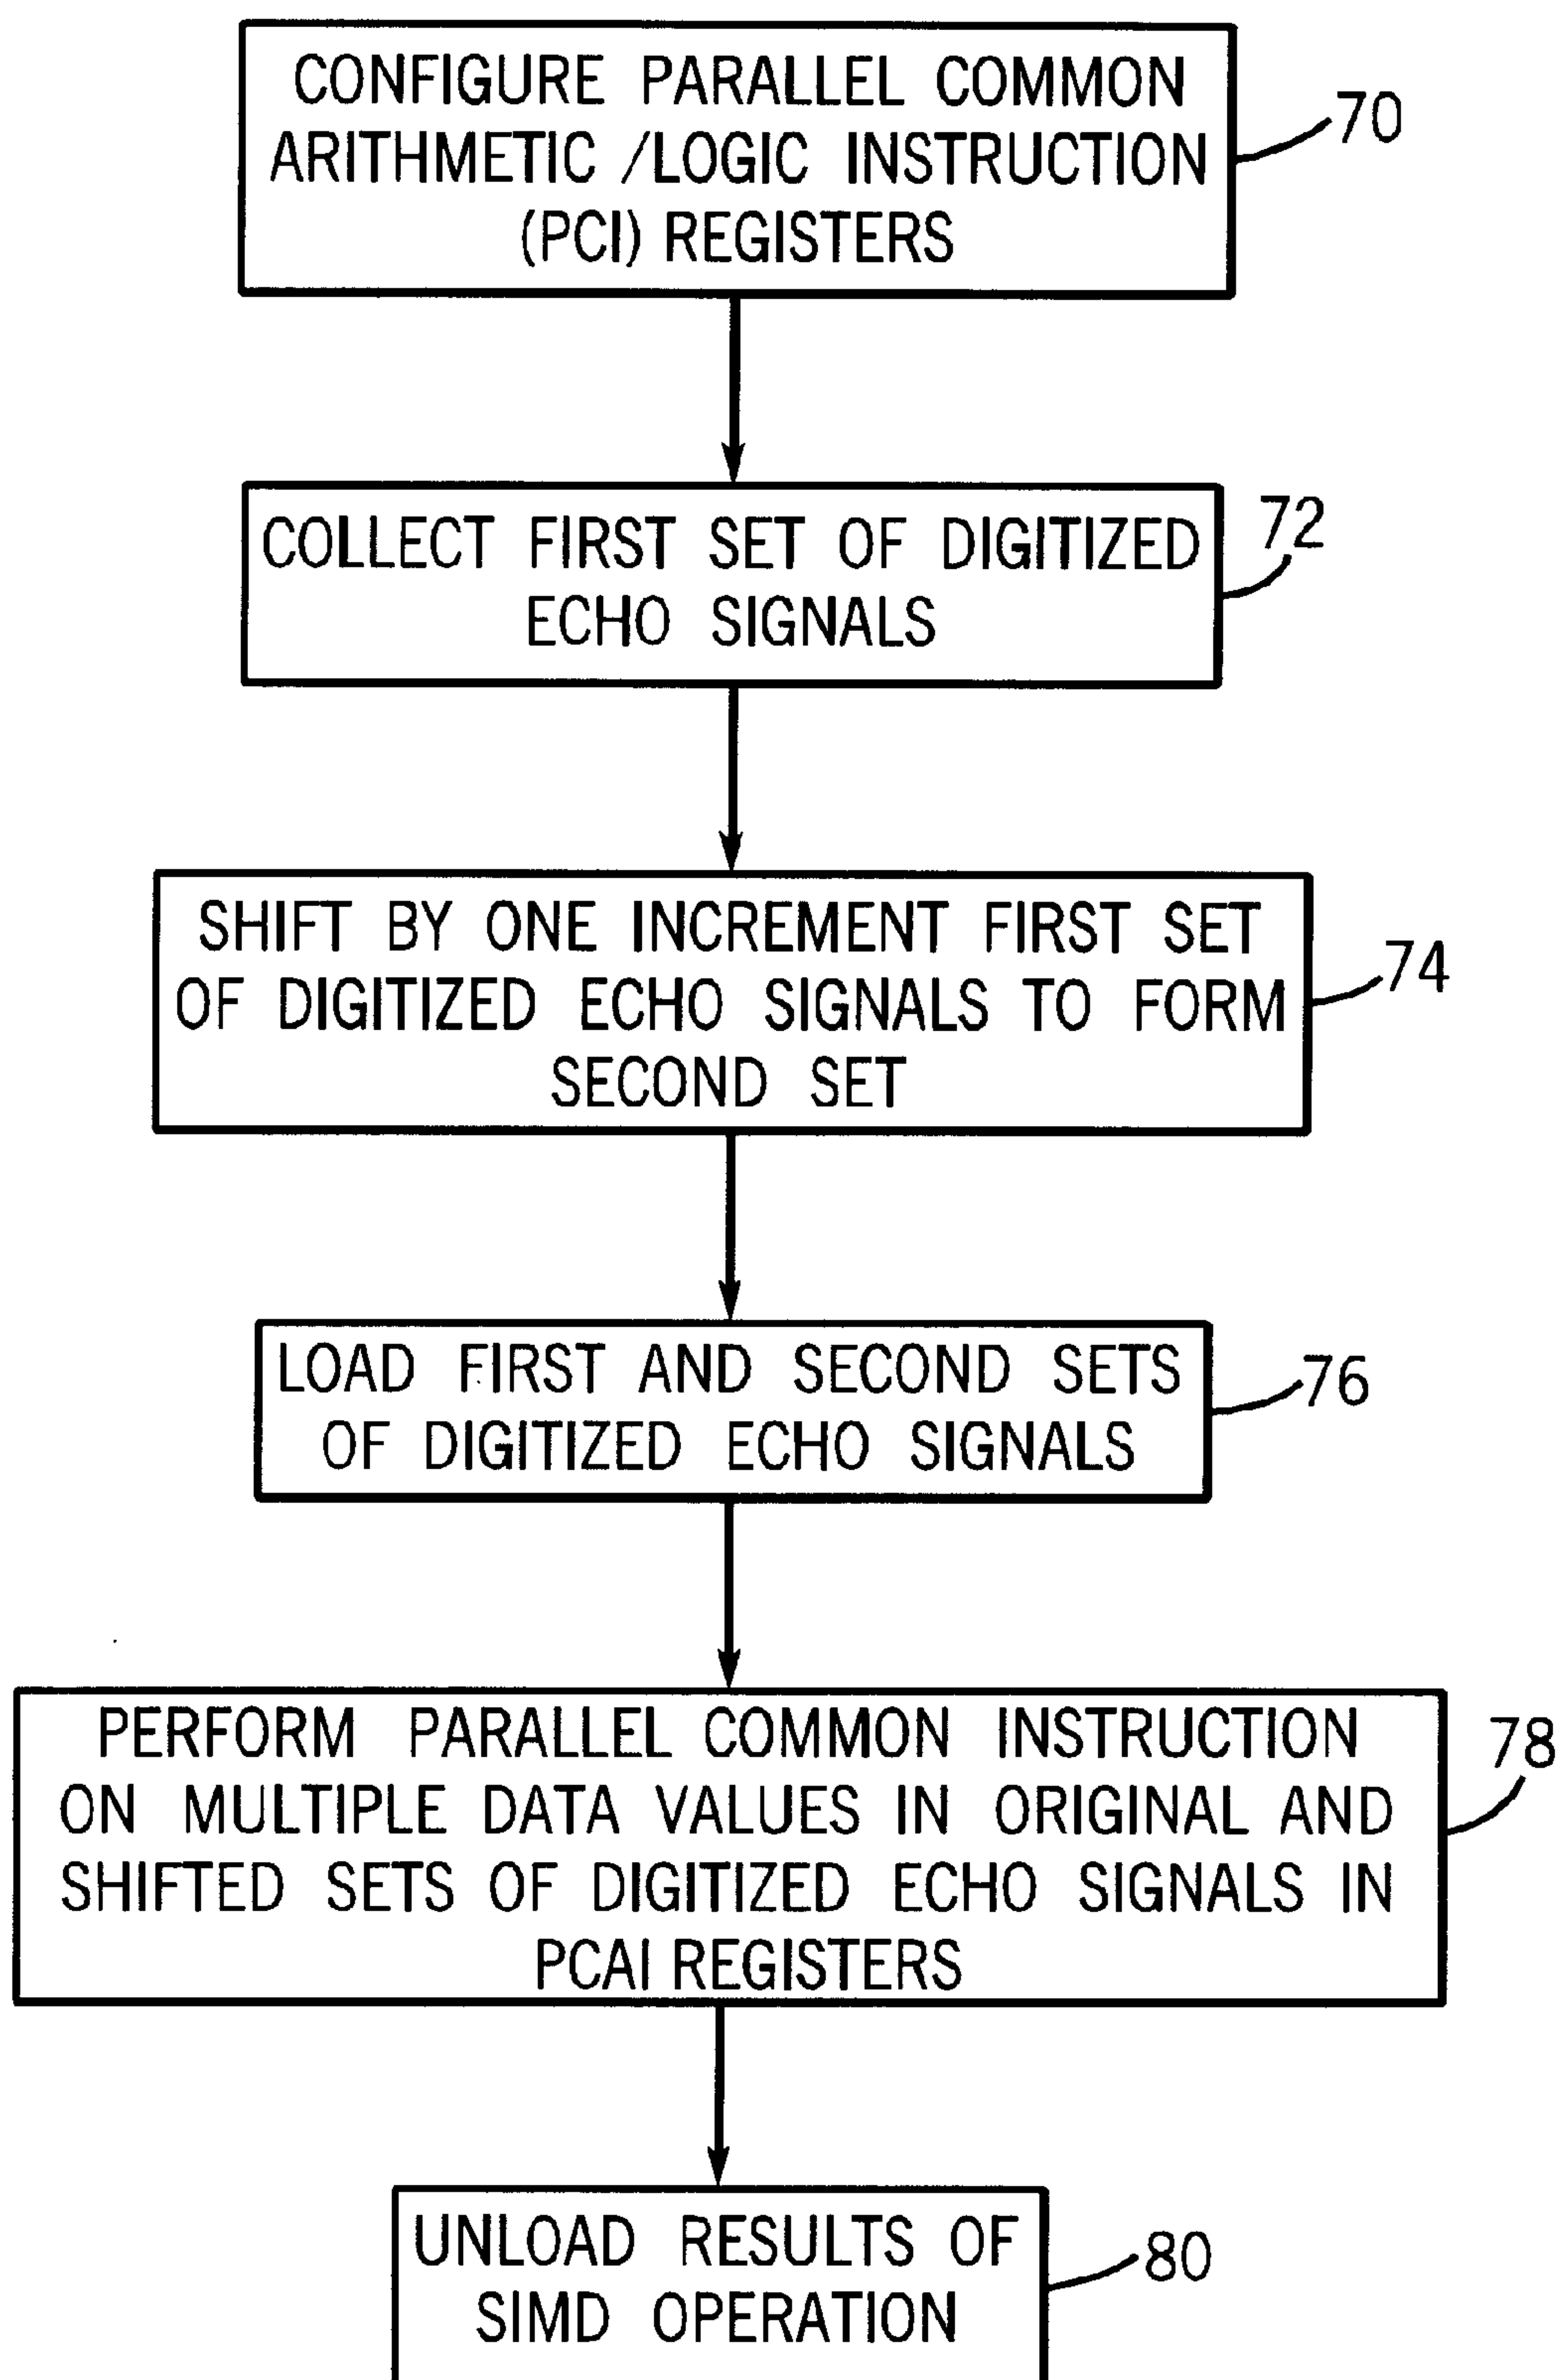 CONFIGURE PARALLEL COMMON
ARITHMETIC /LOGIC INSTRUCTION
(PCI) REGISTERS
70
COLLECT FIRST SET OF DIGITIZED
ECHO SIGNALS
72
SHIFT BY ONE INCREMENT FIRST SET
OF DIGITIZED ECHO SIGNALS TO FORM
SECOND SET
74
LOAD FIRST AND SECOND SETS
OF DIGITIZED ECHO SIGNALS
76
PERFORM PARALLEL COMMON INSTRUCTION
ON MULTIPLE DATA VALUES IN ORIGINAL AND
SHIFTED SETS OF DIGITIZED ECHO SIGNALS IN
PCAI REGISTERS
78
UNLOAD RESULTS OF
SIMD OPERATION
80